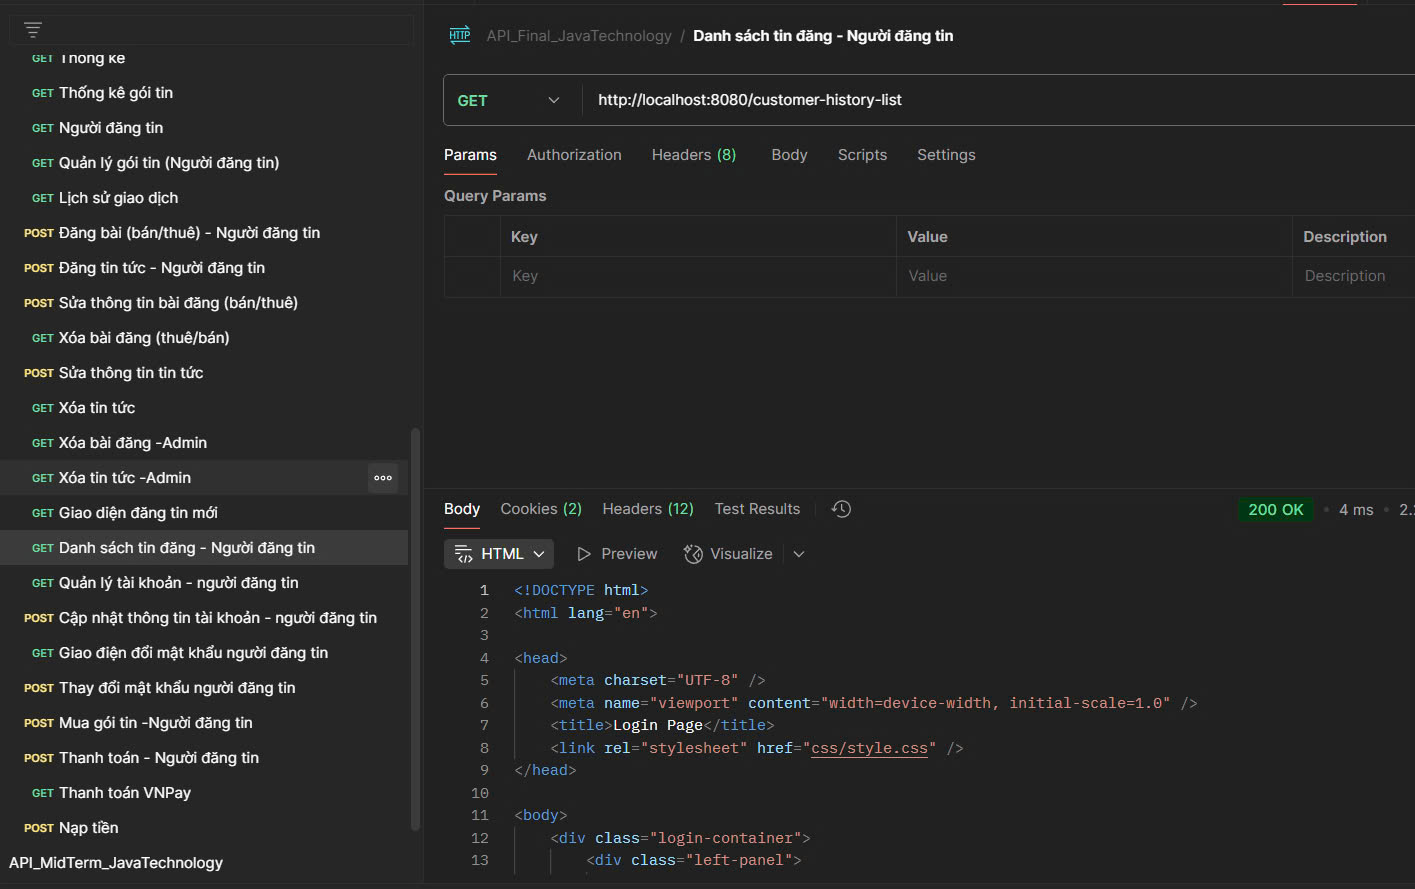 GET Thống kê
GET Thống kê gói tin
GET Người đăng tin
GET Quản lý gói tin (Người đăng tin)
GET Lịch sử giao dịch
POST Đăng bài (bán/thuê) - Người đăng tin
POST Đăng tin tức - Người đăng tin
POST Sửa thông tin bài đăng (bán/thuê)
GET Xóa bài đăng (thuê/bán)
POST Sửa thông tin tin tức
GET Xóa tin tức
GET Xóa bài đăng -Admin
GET Xóa tin tức -Admin
GET Giao diện đăng tin mới
GET Danh sách tin đăng - Người đăng tin
GET Quản lý tài khoản - người đăng tin
POST Cập nhật thông tin tài khoản - người đăng tin
GET Giao điện đổi mật khẩu người đăng tin
POST Thay đổi mật khẩu người đăng tin
POST Mua gói tin -Người đăng tin
POST Thanh toán - Người đăng tin
GET Thanh toán VNPay
POST Nạp tiền
API_MidTerm_JavaTechnology
HTTP API_Final_JavaTechnology / Danh sách tin đăng - Người đăng tin
GET http://localhost:8080/customer-history-list
Params Authorization Headers (8) Body Scripts Settings
Query Params
Key Value Description
Key Value Description
Body Cookies (2) Headers (12) Test Results 200 OK • 4 ms •
HTML Preview Visualize
1 <!DOCTYPE html>
2 <html lang="en">
3
4 <head>
5 <meta charset="UTF-8" />
6 <meta name="viewport" content="width=device-width, initial-scale=1.0" />
7 <title>Login Page</title>
8 <link rel="stylesheet" href="css/style.css" />
9 </head>
10
11 <body>
12 <div class="login-container">
13 <div class="left-panel">